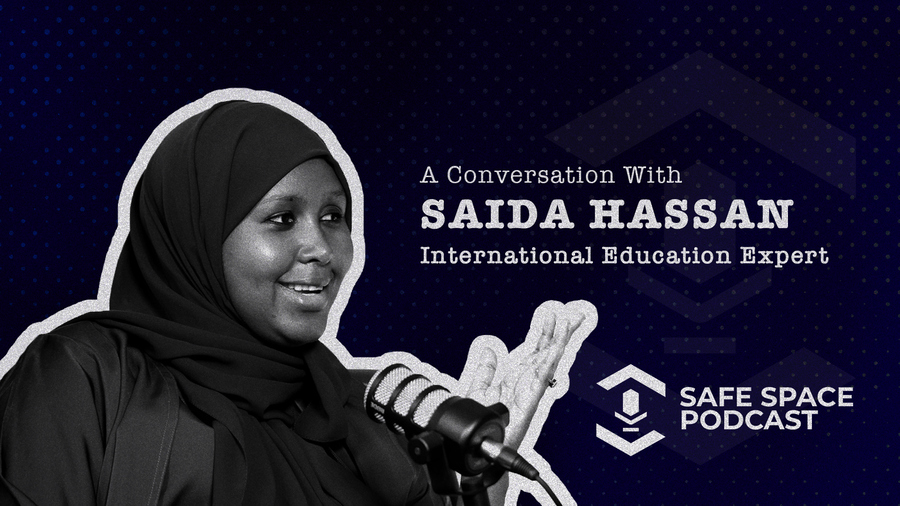 A Conversation With
SAIDA HASSAN
International Education Expert
SAFE SPACE
PODCAST